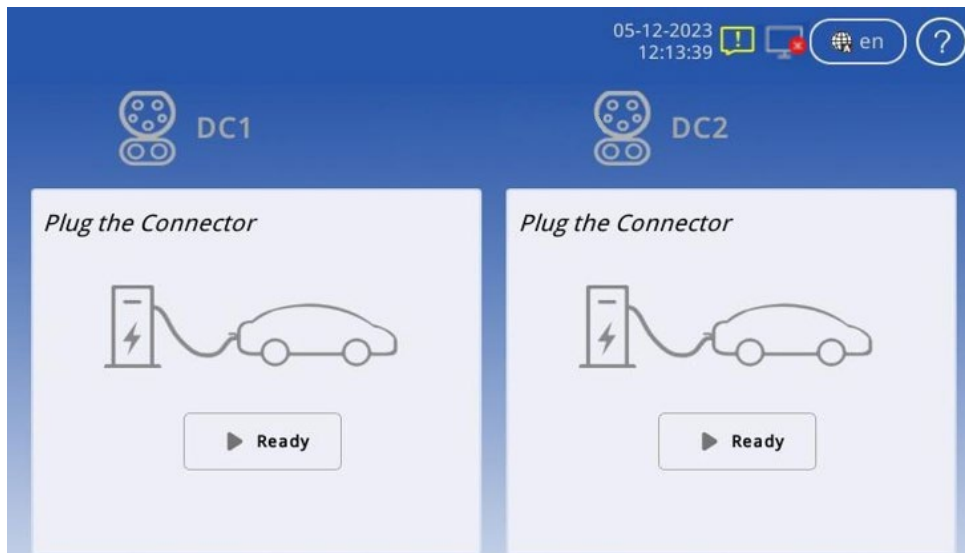 05-12-2023
12:13:39
en
?
DC1
DC2
Plug the Connector
Plug the Connector
Ready
Ready